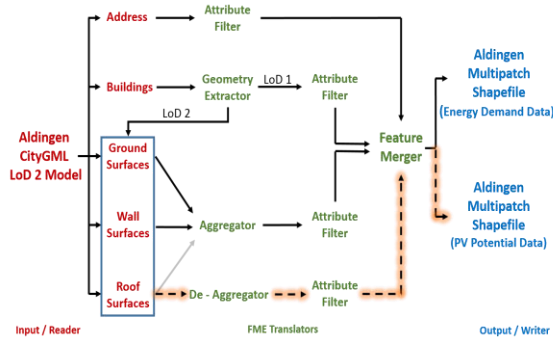 Address
Attribute
Filter
Buildings
Geometry
Extractor
LoD 1
Attribute
Filter
LoD 2
Aldingen
CityGML
LoD 2 Model
Ground
Surfaces
Wall
Surfaces
Roof
Surfaces
Aggregator
Attribute
Filter
De - Aggregator
Attribute
Filter
Feature
Merger
Aldingen
Multipatch
Shapefile
(Energy Demand Data)
Aldingen
Multipatch
Shapefile
(PV Potential Data)
Input / Reader
FME Translators
Output / Writer